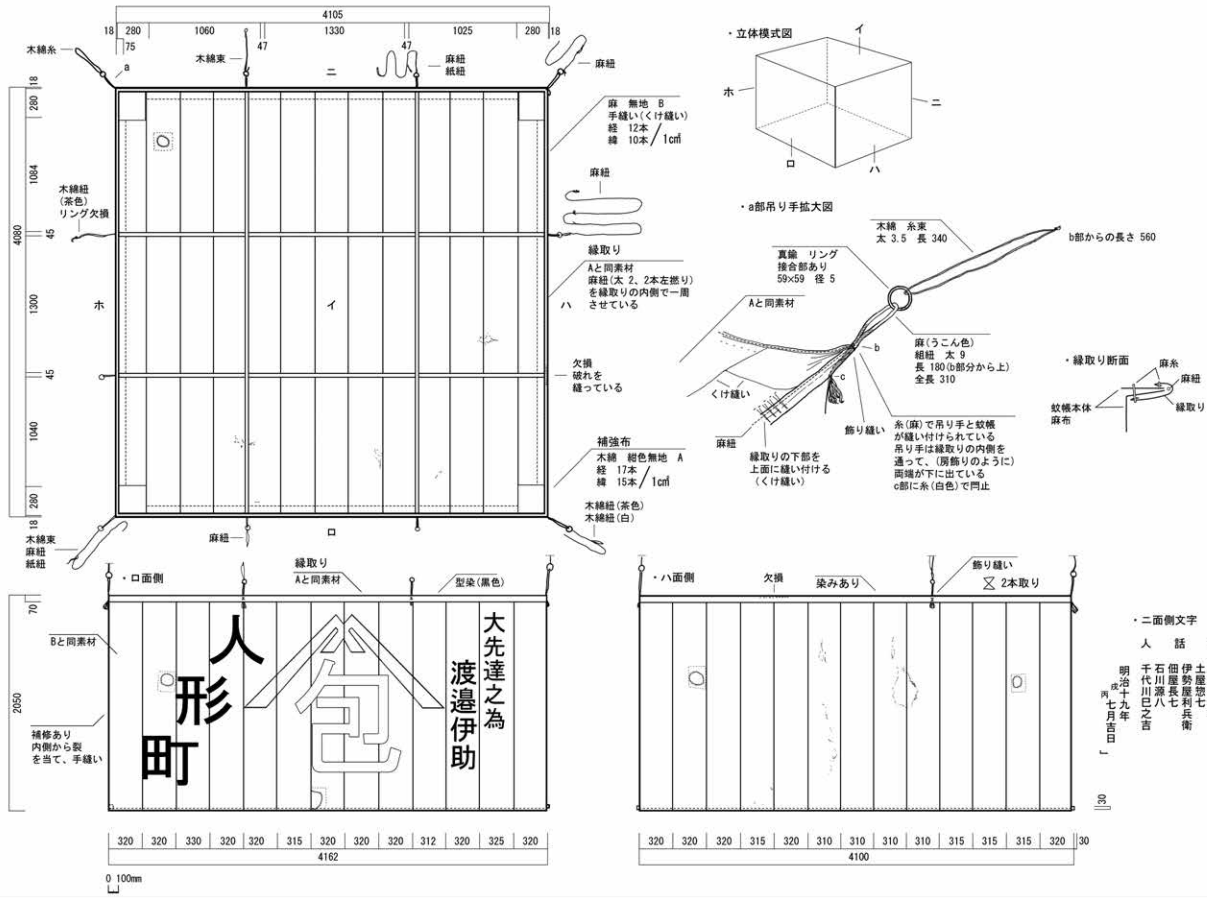 4105
18 280 1060 1330 1025 280 18
75 47 47
木綿糸
a
木綿束
ニ
麻紐
紙紐
麻紐
18
280
1084
45
1300
45
1040
280
18
4080
麻 無地 B
手縫い(くけ縫い)
経 12本
緯 10本/1c㎡
木綿紐
(茶色)
リング欠損
麻紐
縁取り
Aと同素材
麻紐(太 2、2本左撚り)
を縁取りの内側で一周
させている
ホ
イ
ハ
欠損
破れを
縫っている
補強布
木綿 紺色無地 A
経 17本
緯 15本/1c㎡
木綿紐(茶色)
木綿紐(白)
木綿束
麻紐
紙紐
麻紐
ロ
・立体模式図
イ
ホ
ニ
ロ
ハ
・a部吊り手拡大図
木綿 糸束
太 3.5 長 340
b部からの長さ 560
真鍮 リング
接合部あり
59×59 径 5
Aと同素材
麻(うこん色)
組紐 太 9
長 180(b部分から上)
全長 310
b
c
くけ縫い
麻紐
飾り縫い
縁取りの下部を
上面に縫い付ける
(くけ縫い)
糸(麻)で吊り手と蚊帳
が縫い付けられている
吊り手は縁取りの内側を
通って、(房飾りのように)
両端が下に出ている
c部に糸(白色)で閂止
・縁取り断面
麻糸
麻紐
縁取り
蚊帳本体
麻布
・ロ面側
縁取り
Aと同素材
型染(黒色)
70
2050
Bと同素材
補修あり
内側から裂
を当て、手縫い
大先達之為
渡邉伊助
包
人形町
320 320 330 320 320 315 320 320 320 312 320 325 320
4162
0 100mm
・ハ面側
欠損
染みあり
飾り縫い
2本取り
30
320 320 320 320 310 320 320 320 315 315 315 315 320 30
4100
・ニ面側文字
人 話
土屋惣七
伊勢屋利兵衛
佃屋長七
石川源八
千代川巳之吉
明治十九年
丙戌七月吉日
」